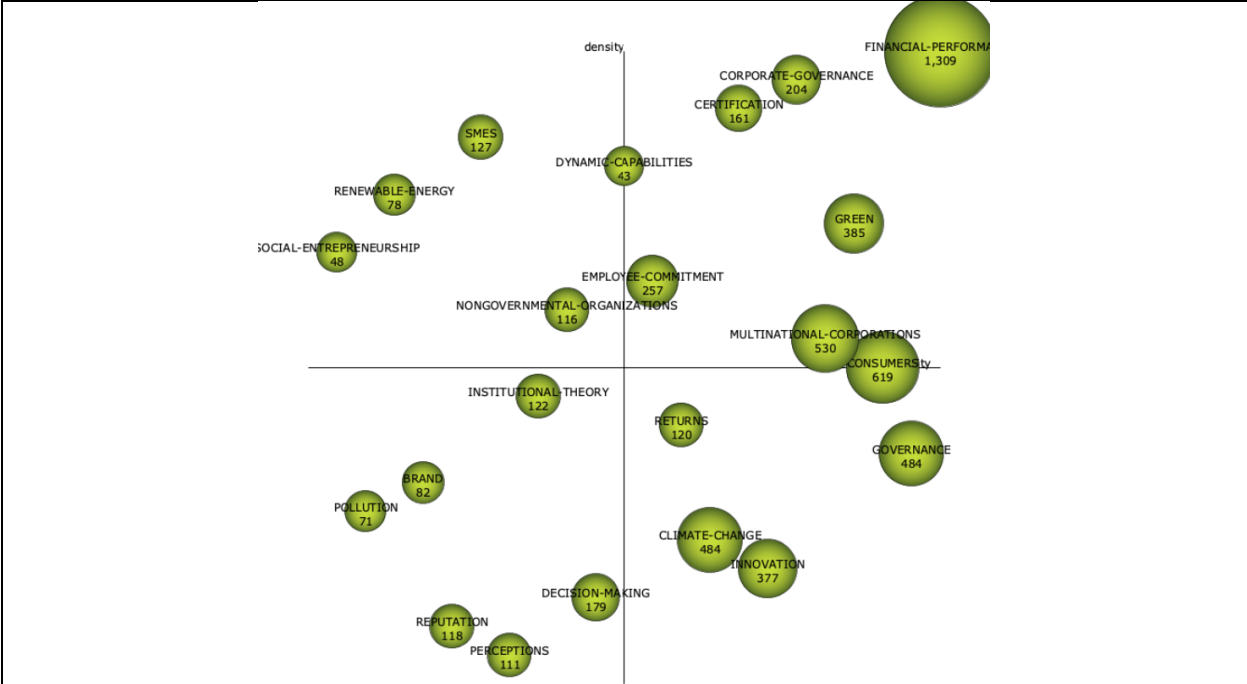 density
FINANCIAL-PERFORMA
1,309
CORPORATE-GOVERNANCE
204
CERTIFICATION
161
SMES
127
DYNAMIC-CAPABILITIES
43
RENEWABLE-ENERGY
78
GREEN
385
SOCIAL-ENTREPRENEURSHIP
48
EMPLOYEE-COMMITMENT
257
NONGOVERNMENTAL-ORGANIZATIONS
116
MULTINATIONAL-CORPORATIONS
530
CONSUMERSity
619
INSTITUTIONAL-THEORY
122
RETURNS
120
GOVERNANCE
484
BRAND
82
POLLUTION
71
CLIMATE-CHANGE
484
INNOVATION
377
DECISION-MAKING
179
REPUTATION
118
PERCEPTIONS
111